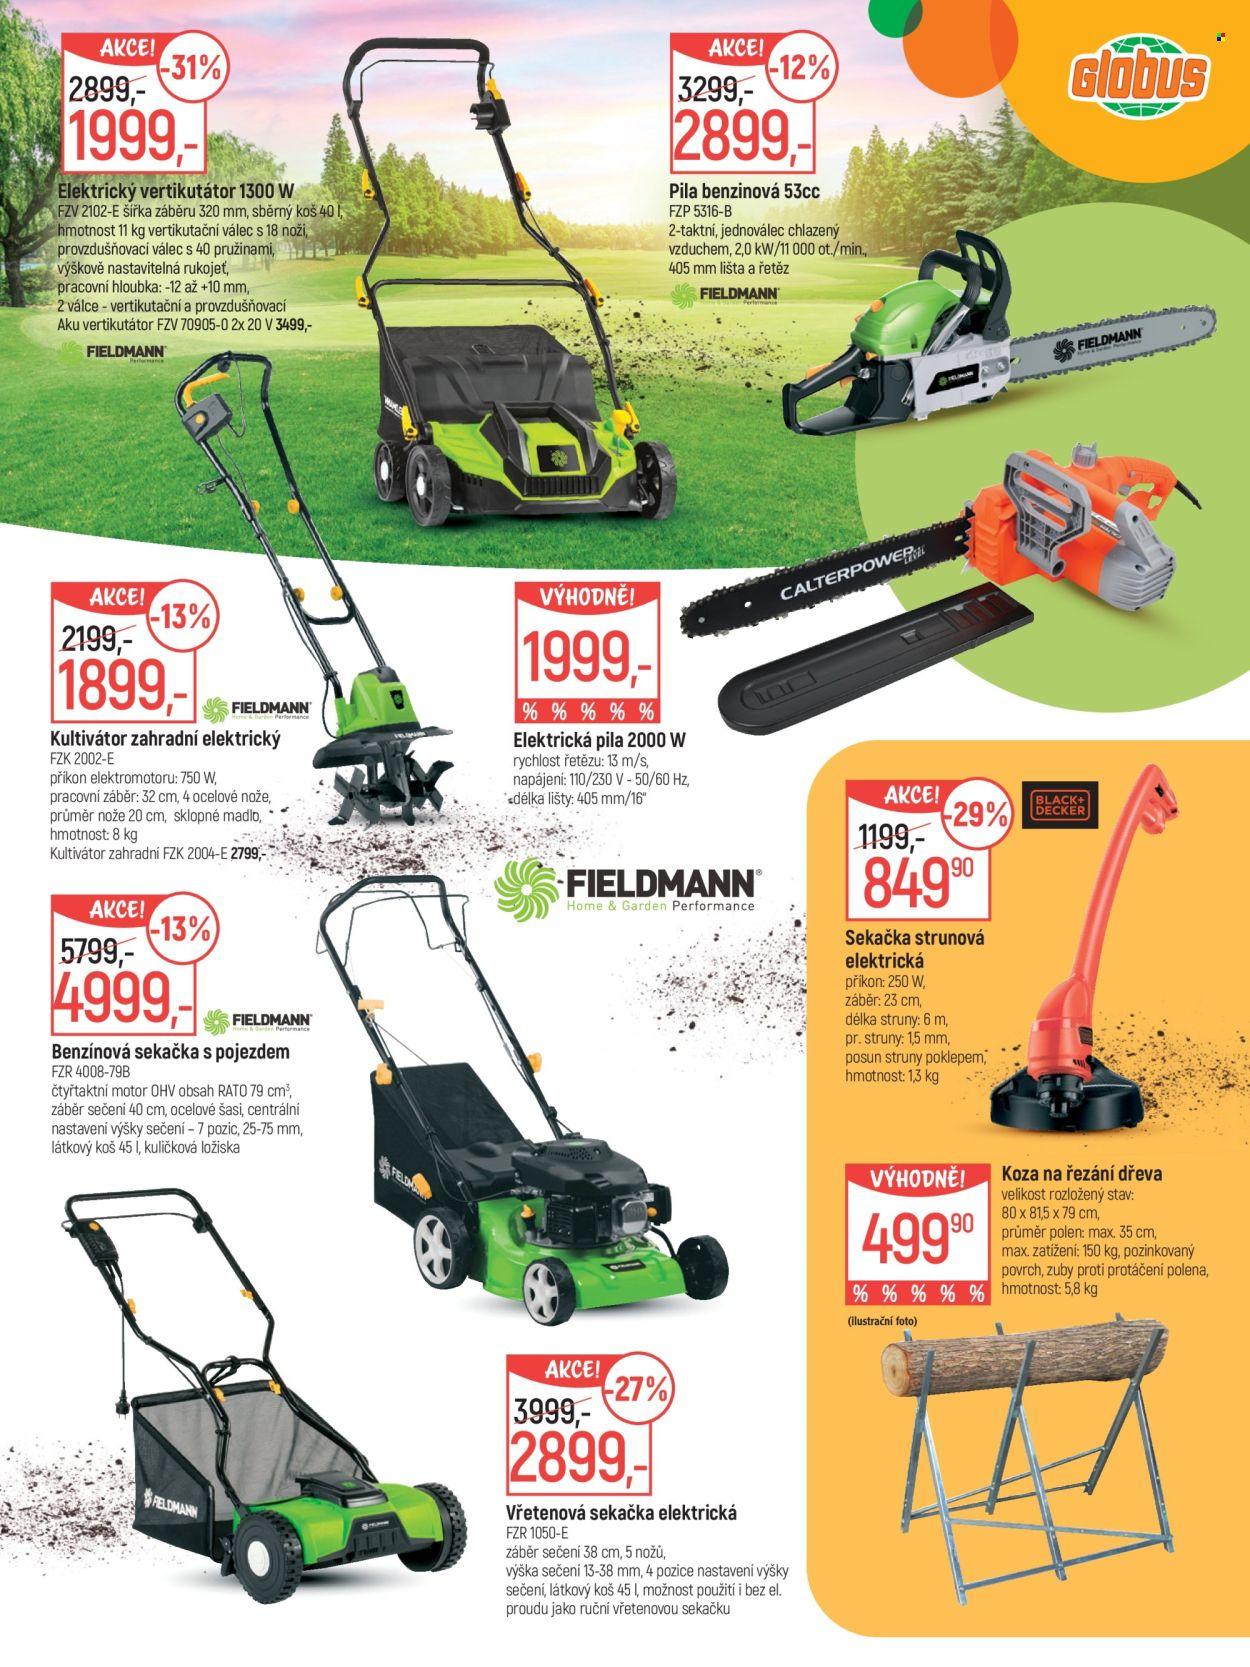 GLOBUS
AKCE!
-31%
2899,-
1999,-
Elektrický vertikutátor 1300 W
FZV 2102-E šířka záběru 320 mm, sběrný koš 40 l,
hmotnost 11 kg vertikutační válec s 18 noži,
provzdušňovací válec s 40 pružinami,
výškově nastavitelná rukojeť,
pracovní hloubka: -12 až +10 mm,
2 válce - vertikutační a provzdušňovací
Aku vertikutátor FZV 70905-0 2x 20 V 3499,-
FIELDMANN
Home & Garden Performance
AKCE!
-12%
3299,-
2899,-
Pila benzinová 53cc
FZP 5316-B
2-taktní, jednoválec chlazený
vzduchem, 2,0 kW/11 000 ot./min.,
405 mm lišta a řetěz
FIELDMANN
Home & Garden Performance
FIELDMANN
Home & Garden Performance
FIELDMANN
CALTERPOWER
LEVEL
AKCE!
-13%
2199,-
1899,-
FIELDMANN
Home & Garden Performance
Kultivátor zahradní elektrický
FZK 2002-E
příkon elektromotoru: 750 W,
pracovní záběr: 32 cm, 4 ocelové nože,
průměr nože 20 cm, sklopné madlo,
hmotnost: 8 kg
Kultivátor zahradní FZK 2004-E 2799,-
VÝHODNĚ!
1999,-
% % % % %
Elektrická pila 2000 W
rychlost řetězu: 13 m/s,
napájení: 110/230 V - 50/60 Hz,
délka lišty: 405 mm/16"
FIELDMANN®
Home & Garden Performance
AKCE!
-29%
1199,-
849 90
BLACK+
DECKER
Sekačka strunová
elektrická
příkon: 250 W,
záběr: 23 cm,
délka struny: 6 m,
pr. struny: 1,5 mm,
posun struny poklepem,
hmotnost: 1,3 kg
AKCE!
-13%
5799,-
4999,-
FIELDMANN
Home & Garden Performance
Benzínová sekačka s pojezdem
FZR 4008-79B
čtyřtaktní motor OHV obsah RATO 79 cm³,
záběr sečení 40 cm, ocelové šasi, centrální
nastavení výšky sečení – 7 pozic, 25-75 mm,
látkový koš 45 l, kuličková ložiska
FIELDMANN
VÝHODNĚ!
499 90
% % % % %
(ilustrační foto)
Koza na řezání dřeva
velikost rozložený stav:
80 x 81,5 x 79 cm,
průměr polen: max. 35 cm,
max. zatížení: 150 kg, pozinkovaný
povrch, zuby proti protáčení polena,
hmotnost: 5,8 kg
FIELDMANN
FIELDMANN
AKCE!
-27%
3999,-
2899,-
Vřetenová sekačka elektrická
FZR 1050-E
záběr sečení 38 cm, 5 nožů,
výška sečení 13-38 mm, 4 pozice nastavení výšky
sečení, látkový koš 45 l, možnost použití i bez el.
proudu jako ruční vřetenovou sekačku